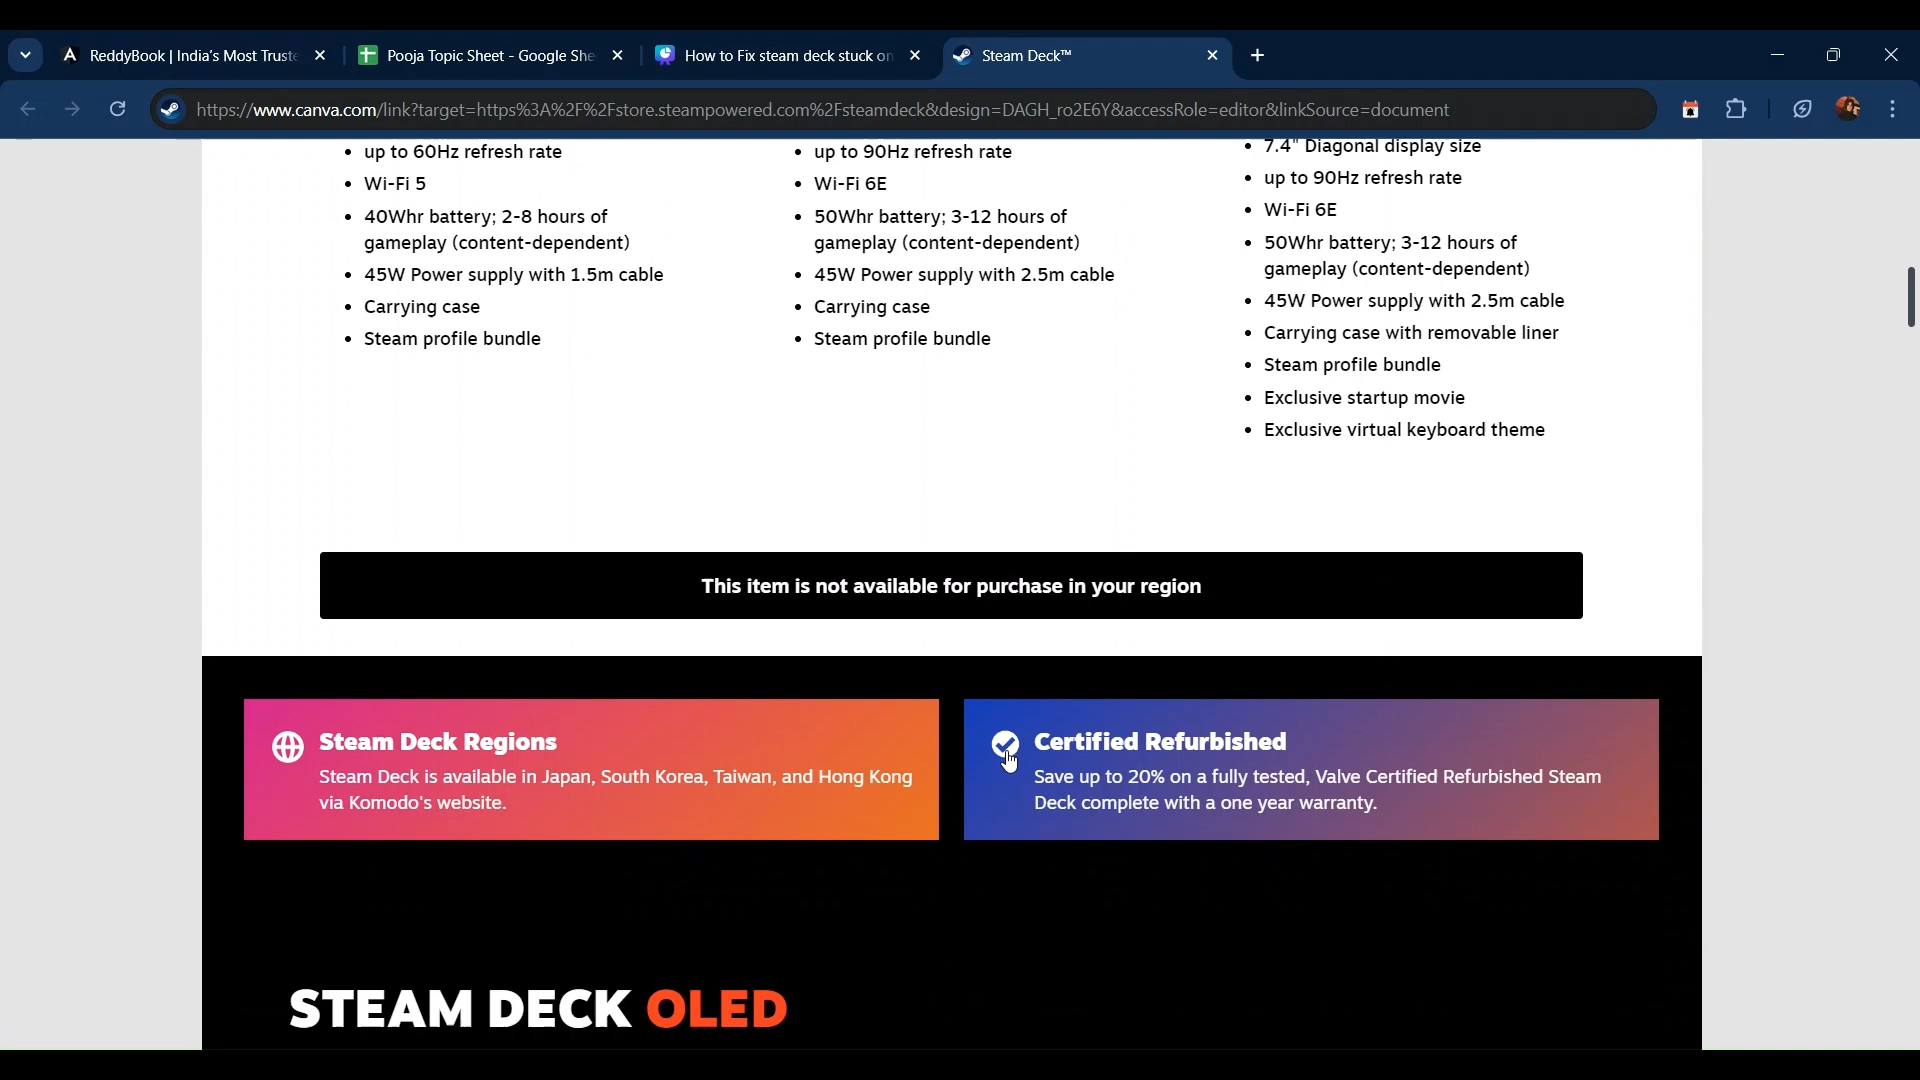 ReddyBook | India's Most Truste
Pooja Topic Sheet - Google She
How to Fix steam deck stuck on
Steam Deck™
https://www.canva.com/link?target=https%3A%2F%2Fstore.steampowered.com%2Fsteamdeck&design=DAGH_ro2E6Y&accessRole=editor&linkSource=document
• up to 60Hz refresh rate
• Wi-Fi 5
• 40Whr battery; 2-8 hours of
gameplay (content-dependent)
• 45W Power supply with 1.5m cable
• Carrying case
• Steam profile bundle
• up to 90Hz refresh rate
• Wi-Fi 6E
• 50Whr battery; 3-12 hours of
gameplay (content-dependent)
• 45W Power supply with 2.5m cable
• Carrying case
• Steam profile bundle
• 7.4" Diagonal display size
• up to 90Hz refresh rate
• Wi-Fi 6E
• 50Whr battery; 3-12 hours of
gameplay (content-dependent)
• 45W Power supply with 2.5m cable
• Carrying case with removable liner
• Steam profile bundle
• Exclusive startup movie
• Exclusive virtual keyboard theme
This item is not available for purchase in your region
Steam Deck Regions
Steam Deck is available in Japan, South Korea, Taiwan, and Hong Kong
via Komodo's website.
Certified Refurbished
Save up to 20% on a fully tested, Valve Certified Refurbished Steam
Deck complete with a one year warranty.
STEAM DECK OLED